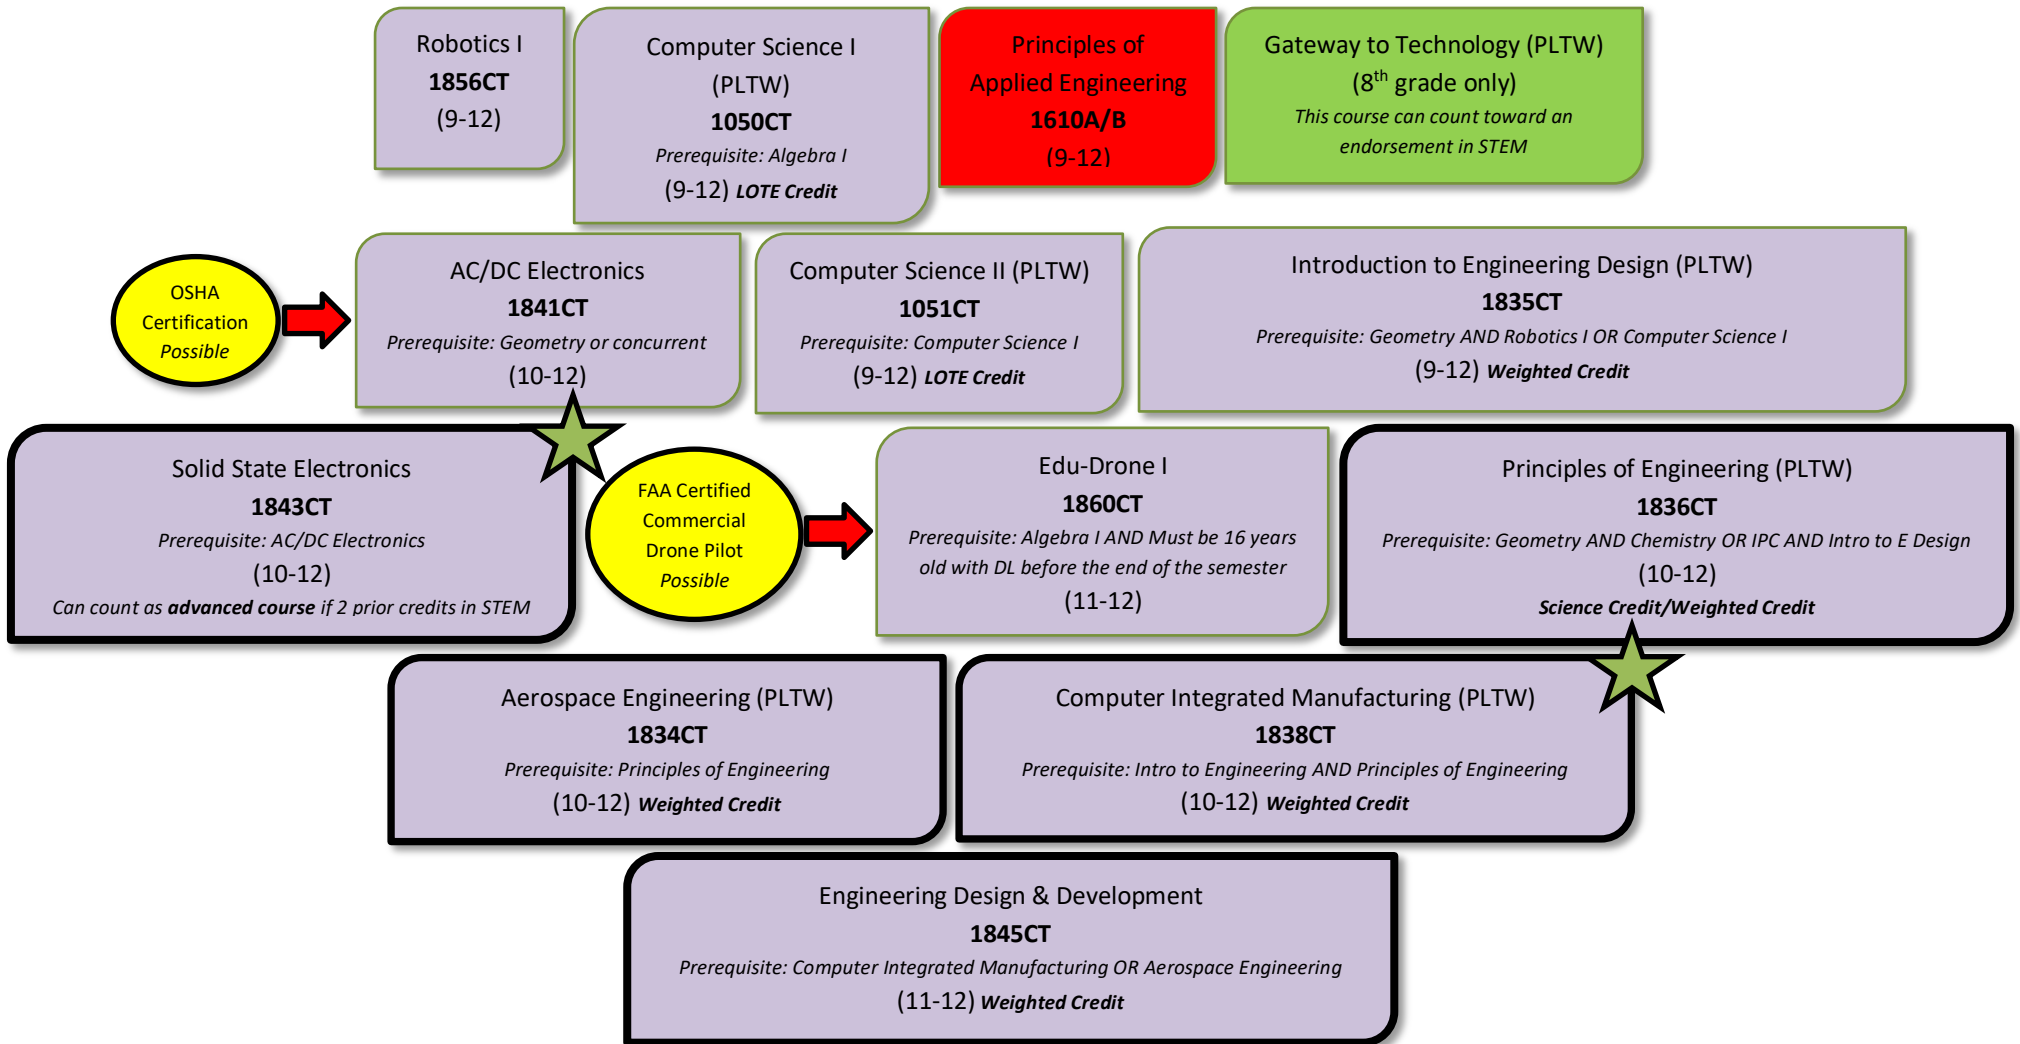 Robotics I
1856CT
(9-12)
Computer Science I
(PLTW)
1050CT
Prerequisite: Algebra I
(9-12) LOTE Credit
Principles of
Applied Engineering
1610A/B
(9-12)
Gateway to Technology (PLTW)
(8th grade only)
This course can count toward an
endorsement in STEM
OSHA
Certification
Possible
AC/DC Electronics
1841CT
Prerequisite: Geometry or concurrent
(10-12)
Computer Science II (PLTW)
1051CT
Prerequisite: Computer Science I
(9-12) LOTE Credit
Introduction to Engineering Design (PLTW)
1835CT
Prerequisite: Geometry AND Robotics I OR Computer Science I
(9-12) Weighted Credit
Solid State Electronics
1843CT
Prerequisite: AC/DC Electronics
(10-12)
Can count as advanced course if 2 prior credits in STEM
FAA Certified
Commercial
Drone Pilot
Possible
Edu-Drone I
1860CT
Prerequisite: Algebra I AND Must be 16 years
old with DL before the end of the semester
(11-12)
Principles of Engineering (PLTW)
1836CT
Prerequisite: Geometry AND Chemistry OR IPC AND Intro to E Design
(10-12)
Science Credit/Weighted Credit
Aerospace Engineering (PLTW)
1834CT
Prerequisite: Principles of Engineering
(10-12) Weighted Credit
Computer Integrated Manufacturing (PLTW)
1838CT
Prerequisite: Intro to Engineering AND Principles of Engineering
(10-12) Weighted Credit
Engineering Design & Development
1845CT
Prerequisite: Computer Integrated Manufacturing OR Aerospace Engineering
(11-12) Weighted Credit